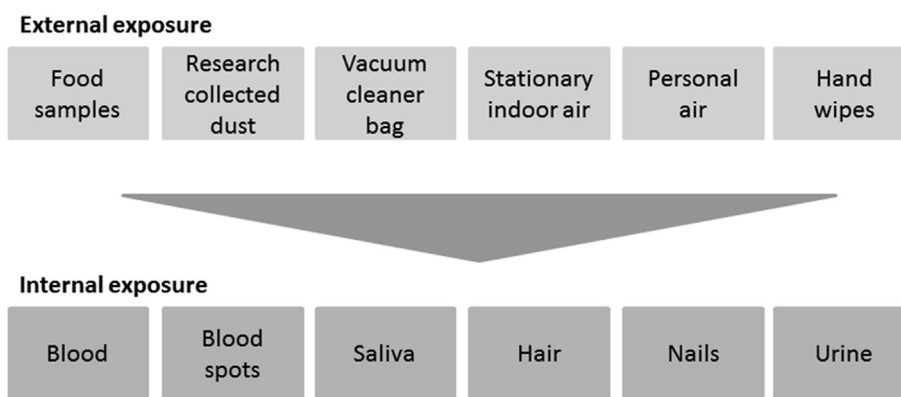 External exposure
Food
samples
Research
collected
dust
Vacuum
cleaner
bag
Stationary
indoor air
Personal
air
Hand
wipes
Internal exposure
Blood
Blood
spots
Saliva
Hair
Nails
Urine